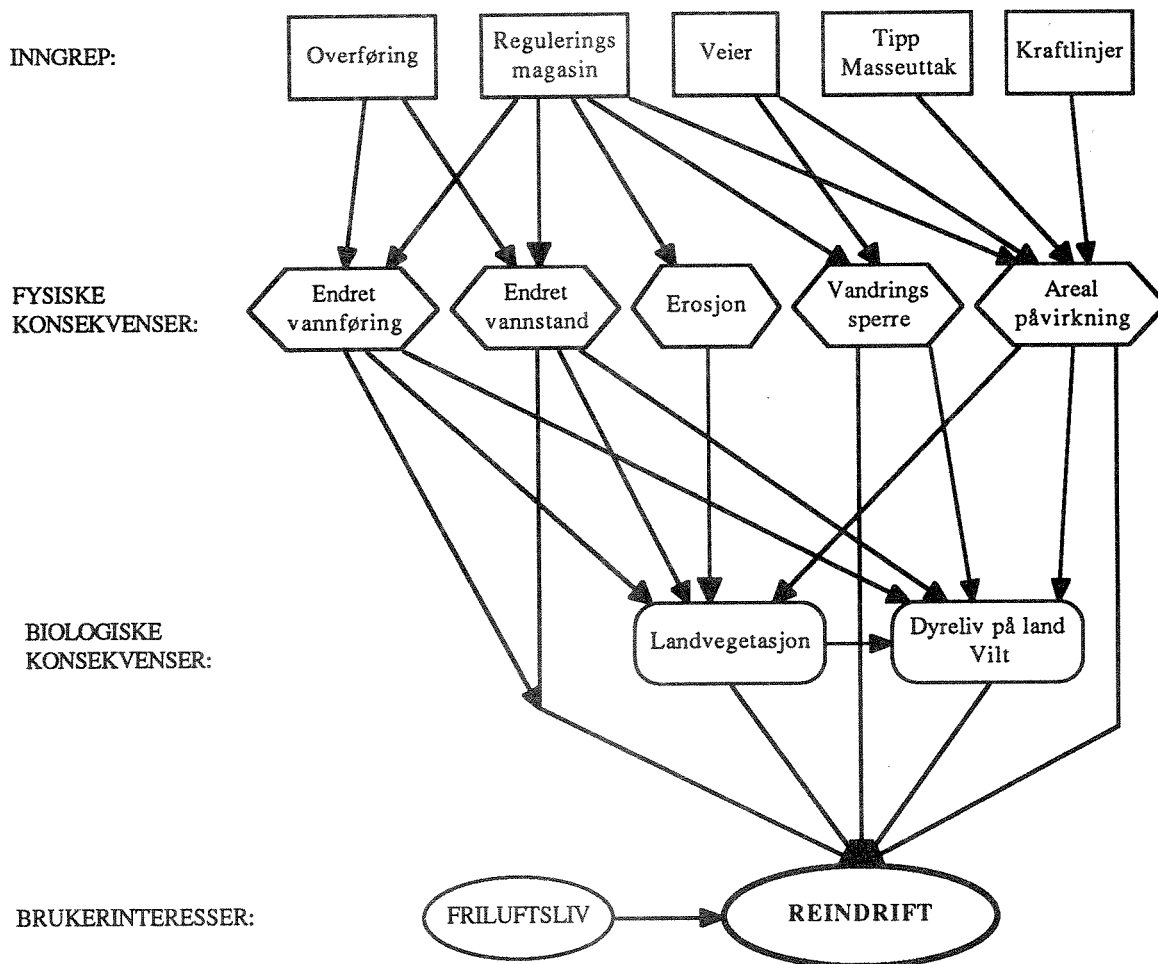 INNGREP:
Overføring
Regulerings
magasin
Veier
Tipp
Masseuttak
Kraftlinjer
FYSISKE
KONSEKVENSER:
Endret
vannføring
Endret
vannstand
Erosjon
Vandrings
sperre
Areal
påvirkning
BIOLOGISKE
KONSEKVENSER:
Landvegetasjon
Dyreliv på land
Vilt
BRUKERINTERESSER:
FRILUFTSLIV
REINDRIFT